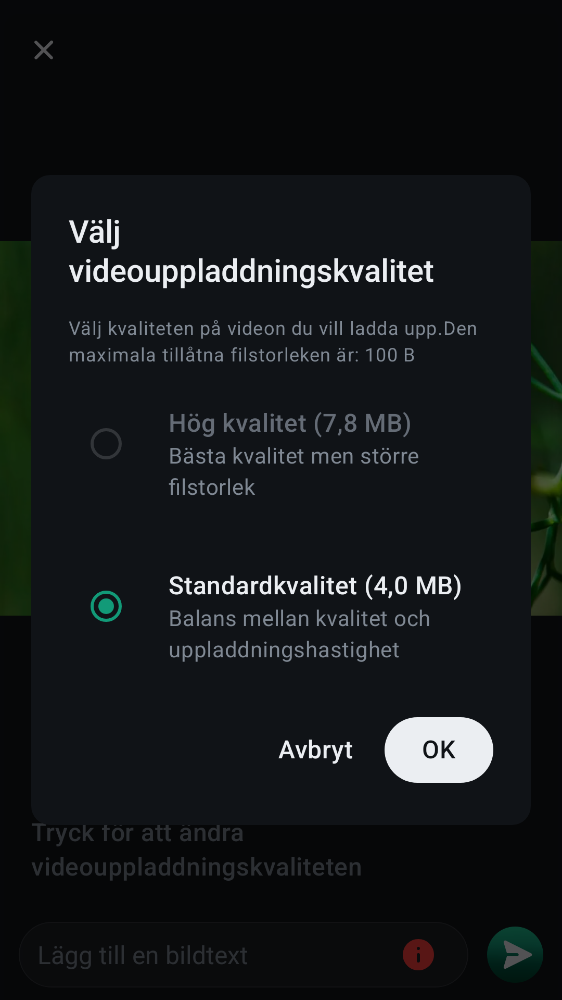 Välj
videouppladdningskvalitet
Välj kvaliteten på videon du vill ladda upp.Den
maximala tillåtna filstorleken är: 100 B
Hög kvalitet (7,8 MB)
Bästa kvalitet men större
filstorlek
Standardkvalitet (4,0 MB)
Balans mellan kvalitet och
uppladdningshastighet
Avbryt
OK
Tryck för att ändra
videouppladdningskvaliteten
Lägg till en bildtext